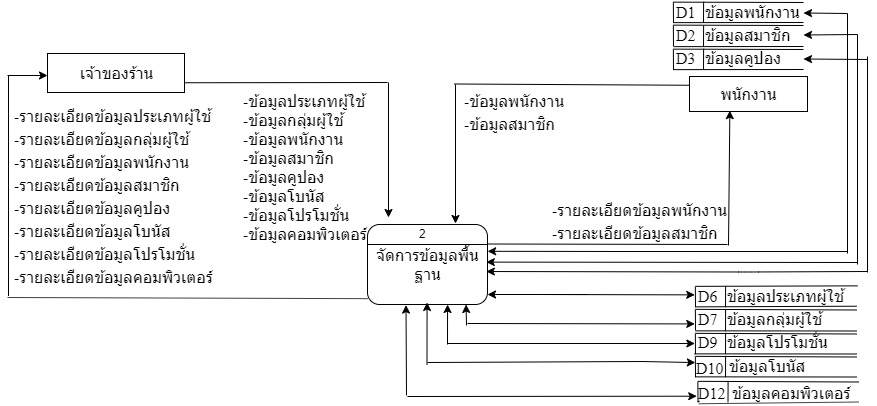 D1 ข้อมูลพนักงาน
D2 ข้อมูลสมาชิก
D3 ข้อมูลคูปอง
เจ้าของร้าน
พนักงาน
-รายละเอียดข้อมูลประเภทผู้ใช้
-รายละเอียดข้อมูลกลุ่มผู้ใช้
-รายละเอียดข้อมูลพนักงาน
-รายละเอียดข้อมูลสมาชิก
-รายละเอียดข้อมูลคูปอง
-รายละเอียดข้อมูลโบนัส
-รายละเอียดข้อมูลโปรโมชั่น
-รายละเอียดข้อมูลคอมพิวเตอร์
-ข้อมูลประเภทผู้ใช้
-ข้อมูลกลุ่มผู้ใช้
-ข้อมูลพนักงาน
-ข้อมูลสมาชิก
-ข้อมูลคูปอง
-ข้อมูลโบนัส
-ข้อมูลโปรโมชั่น
-ข้อมูลคอมพิวเตอร์
-ข้อมูลพนักงาน
-ข้อมูลสมาชิก
-รายละเอียดข้อมูลพนักงาน
-รายละเอียดข้อมูลสมาชิก
2
จัดการข้อมูลพื้น
ฐาน
D6 ข้อมูลประเภทผู้ใช้
D7 ข้อมูลกลุ่มผู้ใช้
D9 ข้อมูลโปรโมชั่น
D10 ข้อมูลโบนัส
D12 ข้อมูลคอมพิวเตอร์